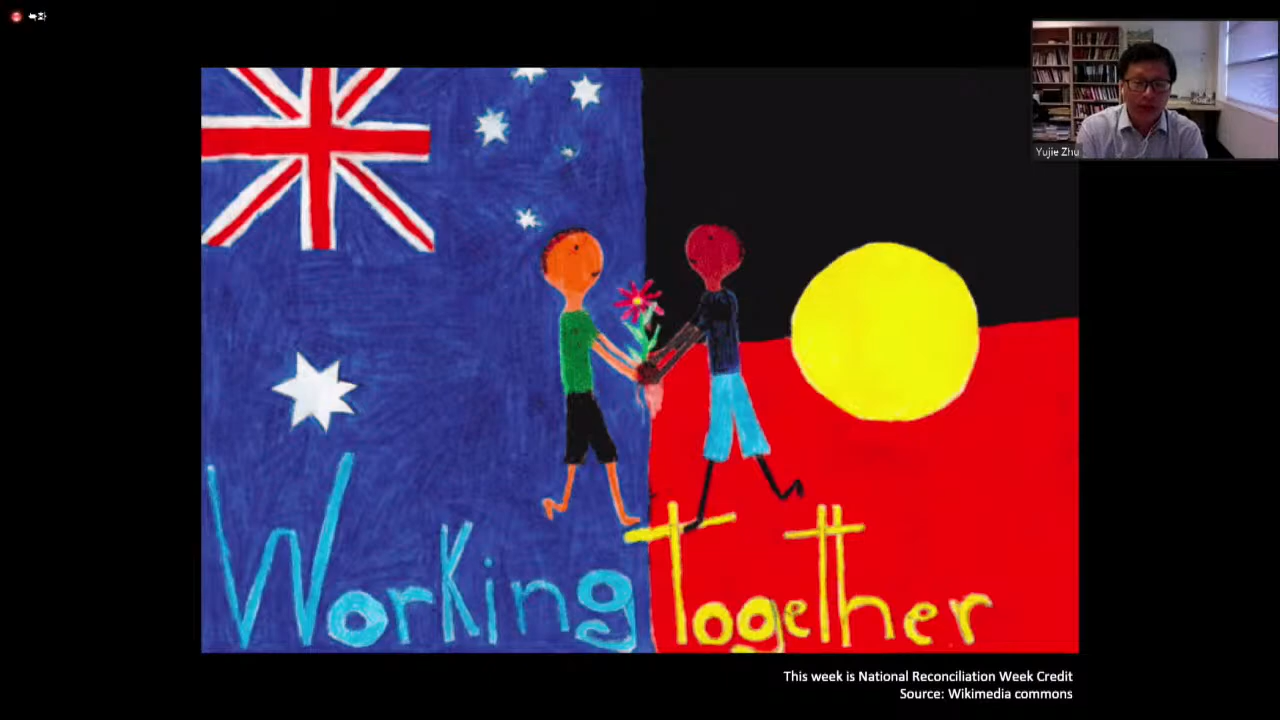 Yujie Zhu
Working Together
This week is National Reconciliation Week Credit
Source: Wikimedia commons